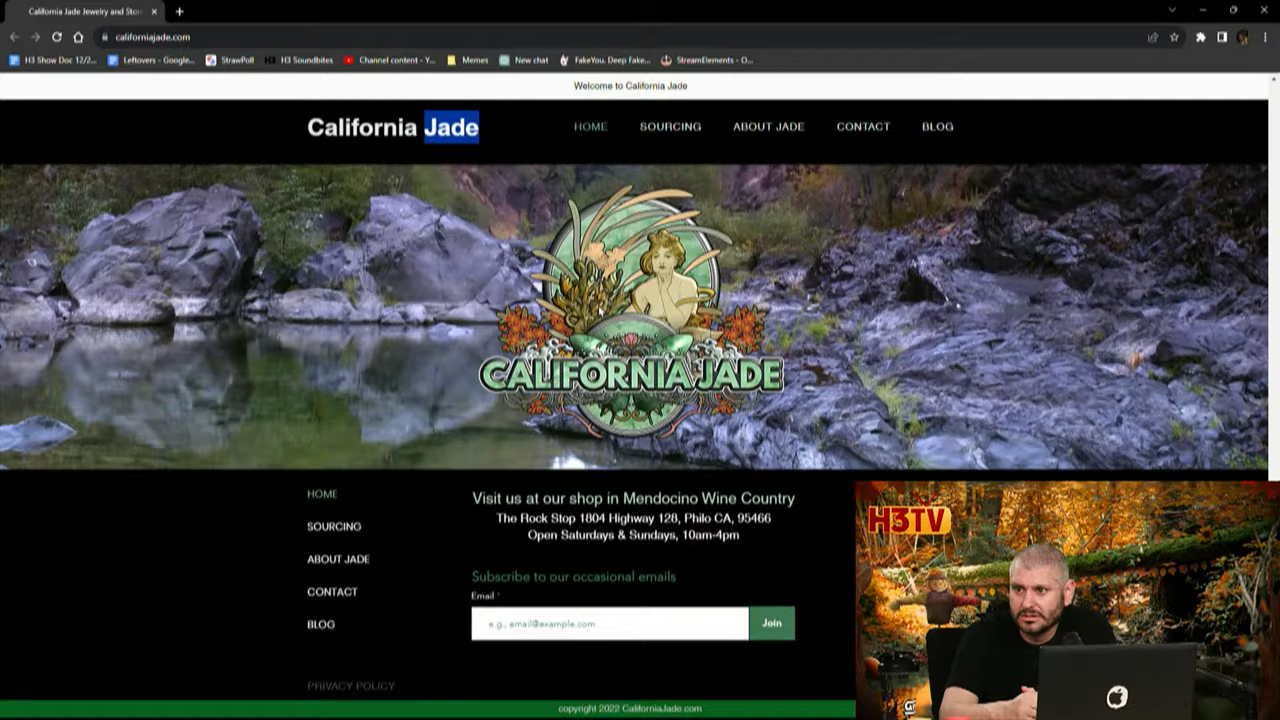 California Jade Jewelry and Ston
californiajade.com
H3 Show Doc 12/2...
Leftovers - Google...
StrawPoll
H3 Soundbites
Channel content - Y...
Memes
New chat
FakeYou. Deep Fake...
StreamElements - O...
Welcome to California Jade
California Jade
HOME
SOURCING
ABOUT JADE
CONTACT
BLOG
CALIFORNIA JADE
HOME
SOURCING
ABOUT JADE
CONTACT
BLOG
PRIVACY POLICY
Visit us at our shop in Mendocino Wine Country
The Rock Stop 1804 Highway 128, Philo CA, 95466
Open Saturdays & Sundays, 10am-4pm
Subscribe to our occasional emails
Email *
e.g., email@example.com
Join
H3TV
copyright 2022 CaliforniaJade.com